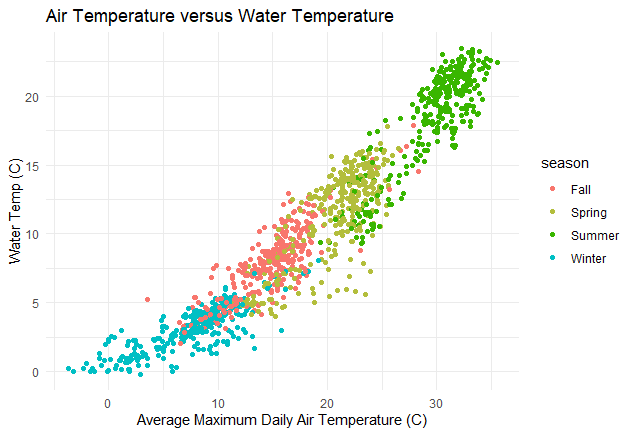 Air Temperature versus Water Temperature
20
15
10
5
0
Water Temp (C)
0
10
20
30
Average Maximum Daily Air Temperature (C)
season
Fall
Spring
Summer
Winter